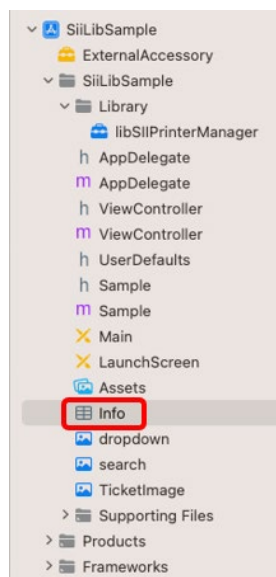 SiiLibSample
ExternalAccessory
SiiLibSample
Library
libSIIPrinterManager
h AppDelegate
m AppDelegate
h ViewController
m ViewController
h UserDefaults
h Sample
m Sample
Main
LaunchScreen
Assets
Info
dropdown
search
TicketImage
Supporting Files
Products
Frameworks